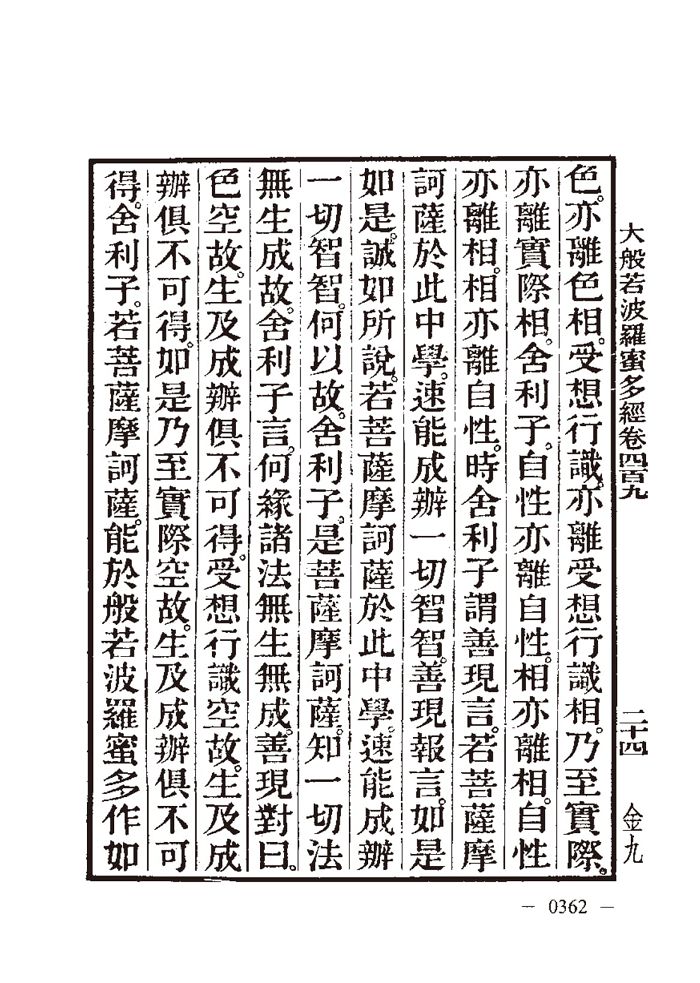 大般若波羅蜜多經卷四百九
二十四
金九
色。亦離色相。受想行識。亦離受想行識相。乃至實際。
亦離實際相。舍利子。自性亦離自性。相亦離相。自性
亦離相。相亦離自性。時舍利子謂善現言。若菩薩摩
訶薩於此中學。速能成辦一切智智。善現報言。如是
如是。誠如所說。若菩薩摩訶薩於此中學。速能成辦
一切智智。何以故。舍利子。是菩薩摩訶薩。知一切法
無生成故。舍利子言。何緣諸法無生無成。善現對曰。
色空故。生及成辦俱不可得。受想行識空故。生及成
辦俱不可得。如是乃至實際空故。生及成辦俱不可
得。舍利子。若菩薩摩訶薩。能於般若波羅蜜多作如
— 0362 —